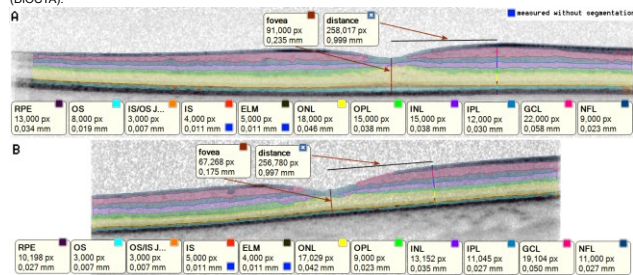 (DIOCTA).
A
fovea
91,000 px
0,235 mm
distance
258,017 px
0,999 mm
measured without segmentation
RPE
13,000 px
0,034 mm
OS
8,000 px
0,019 mm
IS/OS J...
3,000 px
0,007 mm
IS
4,000 px
0,011 mm
ELM
5,000 px
0,011 mm
ONL
18,000 px
0,046 mm
OPL
15,000 px
0,038 mm
INL
15,000 px
0,038 mm
IPL
12,000 px
0,030 mm
GCL
22,000 px
0,058 mm
NFL
9,000 px
0,023 mm
B
fovea
67,268 px
0,175 mm
distance
256,780 px
0,997 mm
RPE
10,198 px
0,027 mm
OS
3,000 px
0,007 mm
OS/IS J...
3,000 px
0,007 mm
IS
5,000 px
0,011 mm
ELM
4,000 px
0,011 mm
ONL
17,029 px
0,042 mm
OPL
9,000 px
0,023 mm
INL
13,152 px
0,035 mm
IPL
11,045 px
0,027 mm
GCL
19,104 px
0,050 mm
NFL
11,000 px
0,027 mm